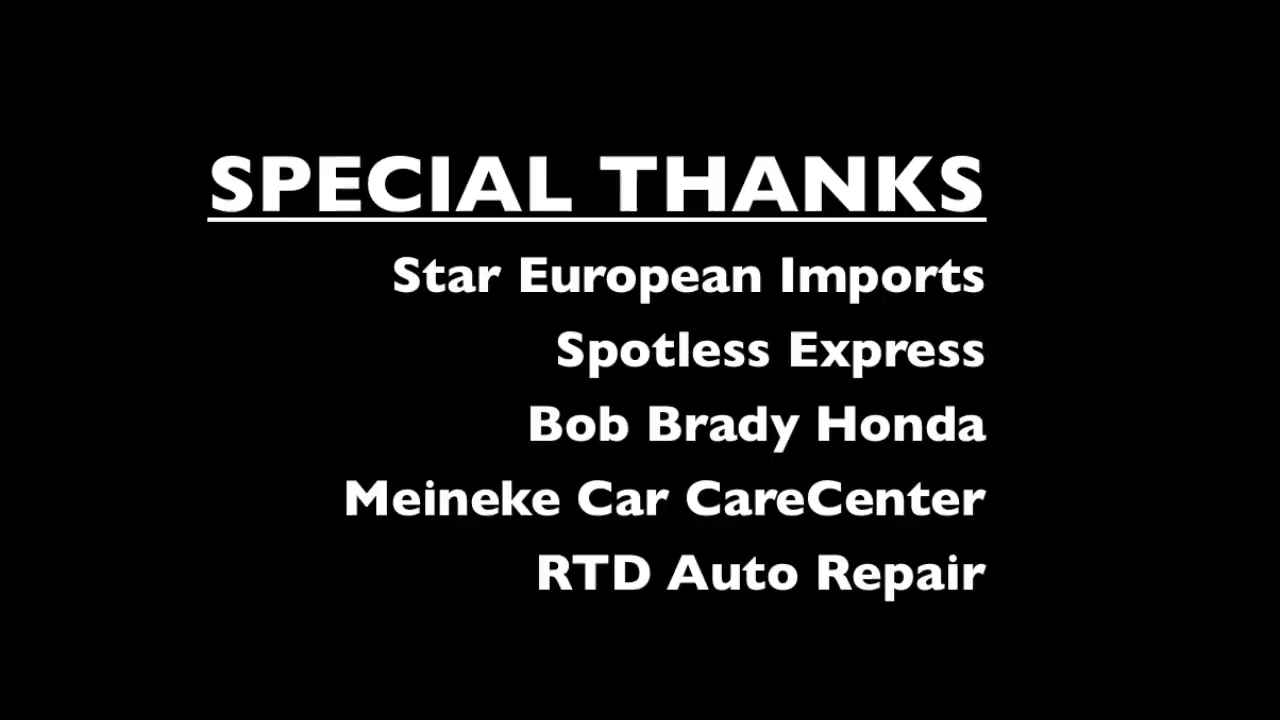 SPECIAL THANKS
Star European Imports
Spotless Express
Bob Brady Honda
Meineke Car CareCenter
RTD Auto Repair